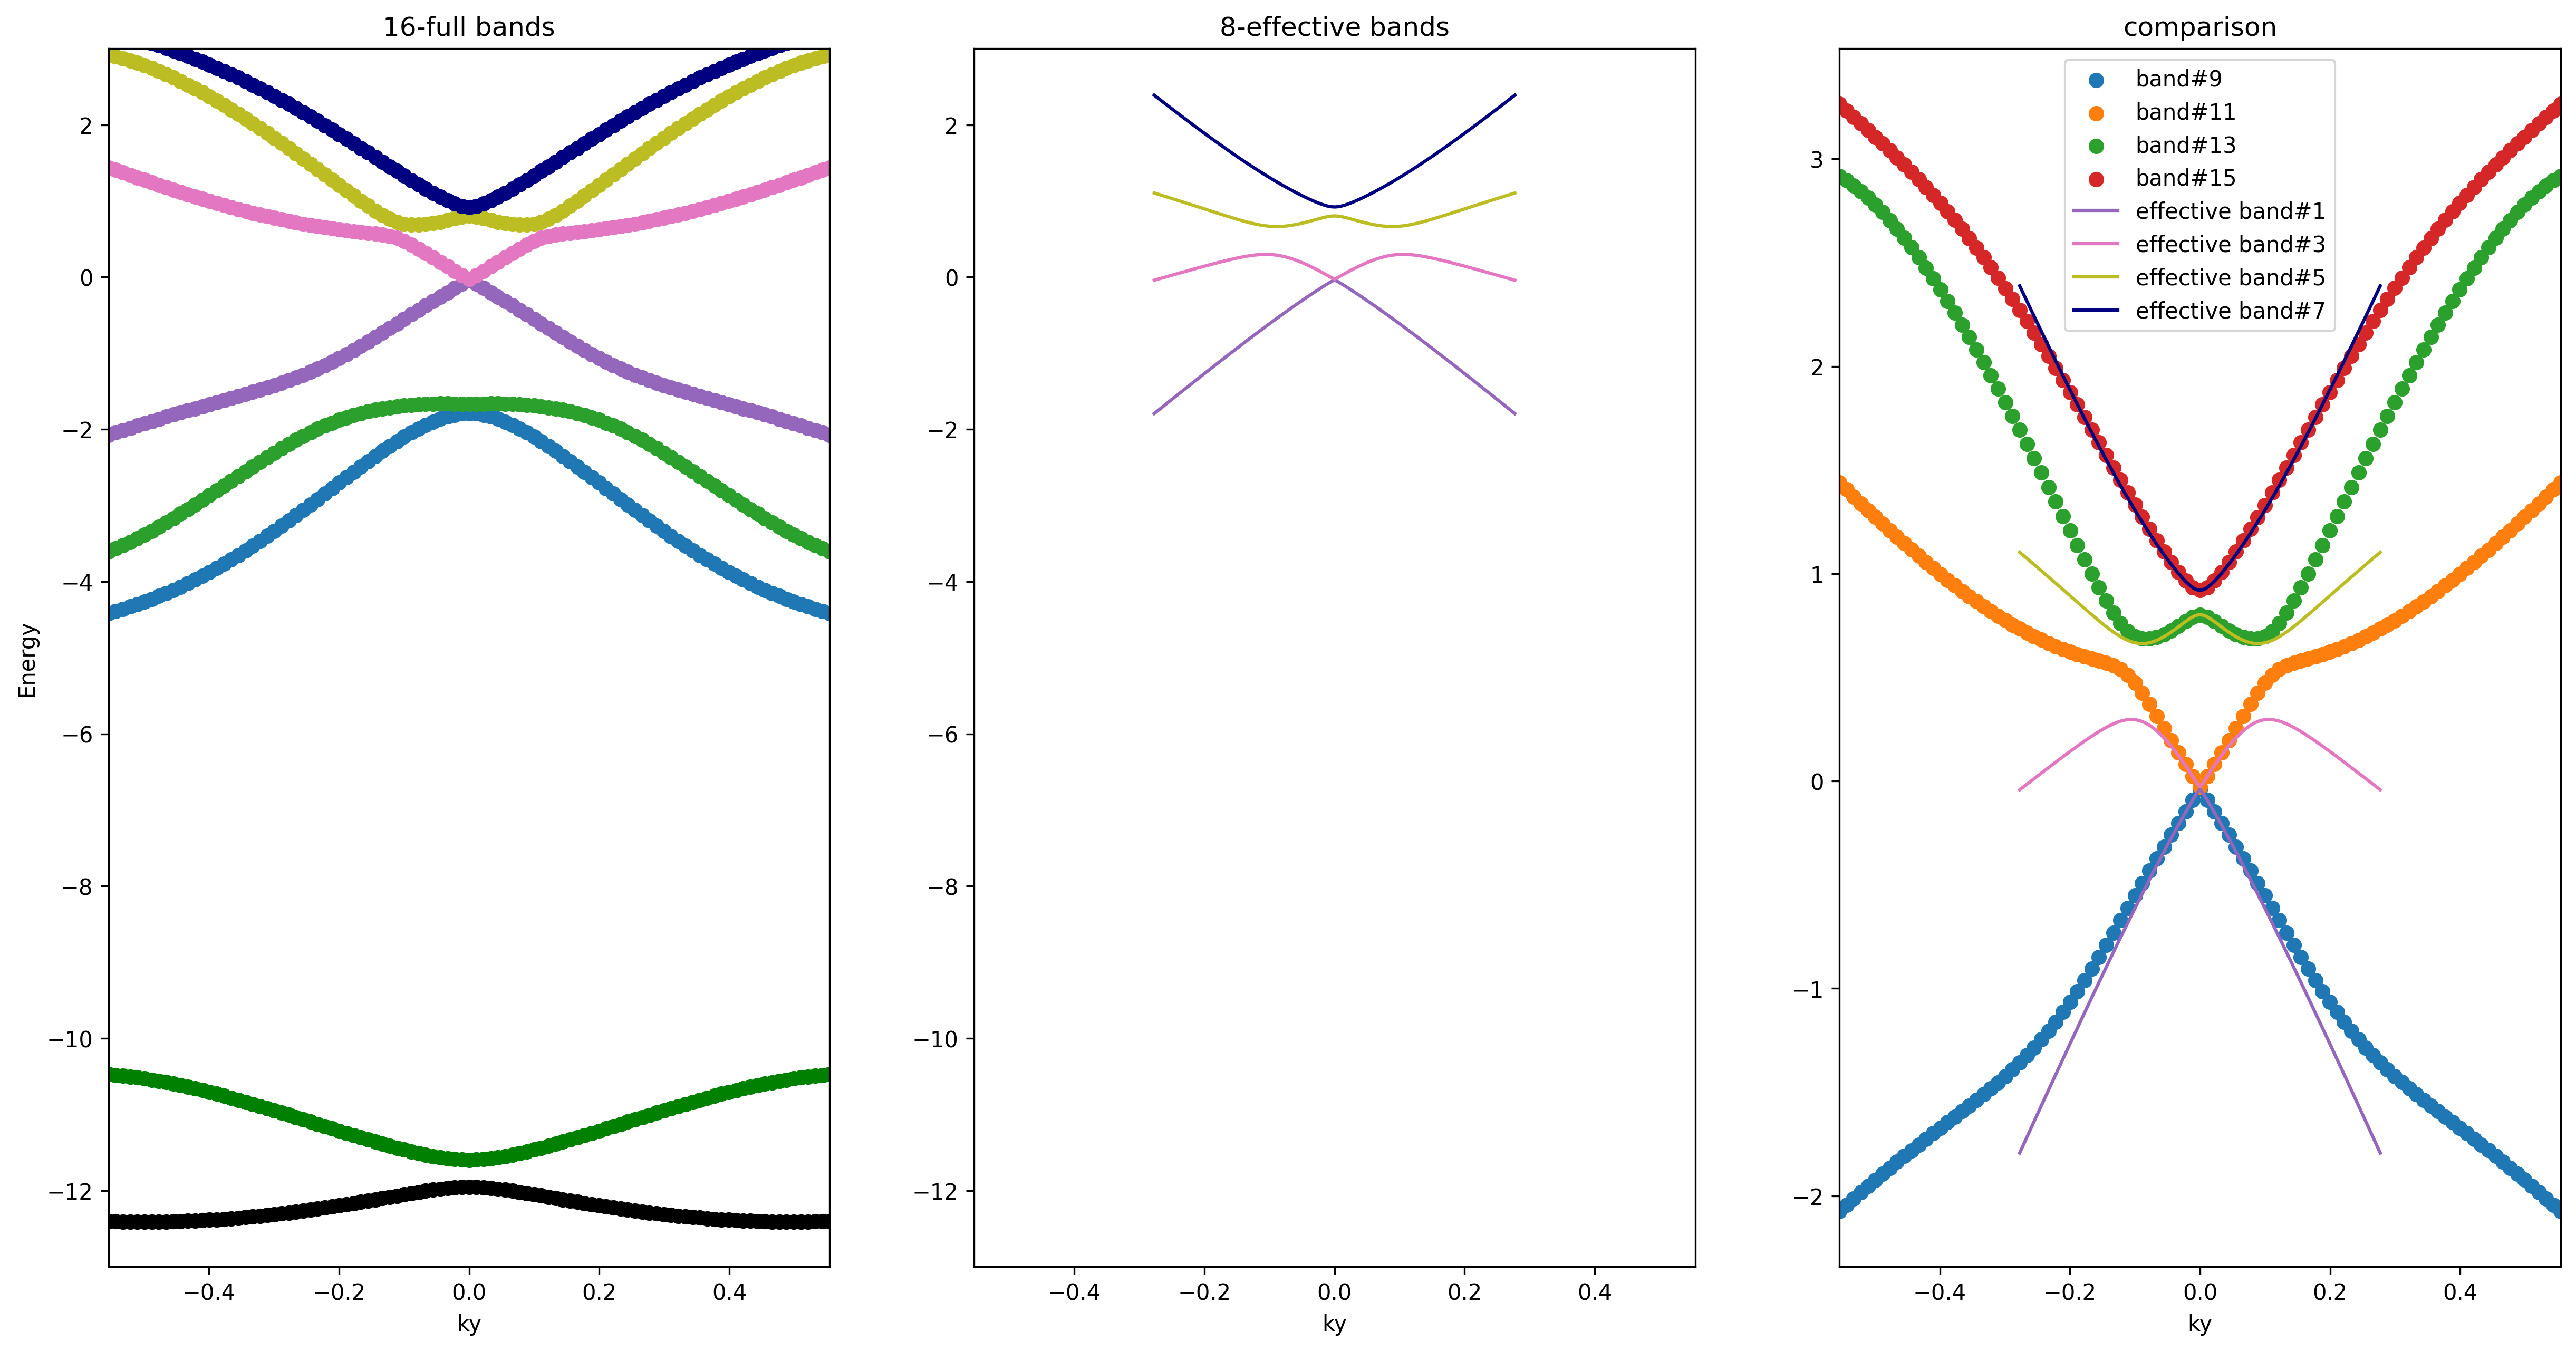 16-full bands
8-effective bands
comparison
Energy
2
0
−2
−4
−6
−8
−10
−12
−0.4
−0.2
0.0
0.2
0.4
ky
2
0
−2
−4
−6
−8
−10
−12
−0.4
−0.2
0.0
0.2
0.4
ky
3
2
1
0
−1
−2
band#9
band#11
band#13
band#15
effective band#1
effective band#3
effective band#5
effective band#7
−0.4
−0.2
0.0
0.2
0.4
ky